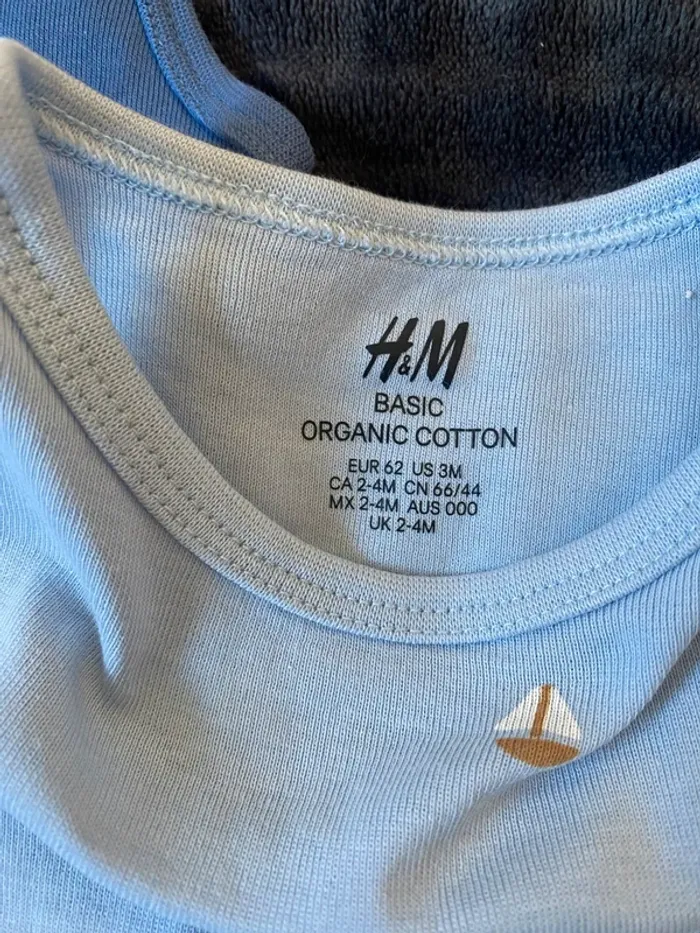 H&M
BASIC
ORGANIC COTTON
EUR 62 US 3M
CA 2-4M CN 66/44
MX 2-4M AUS 000
UK 2-4M